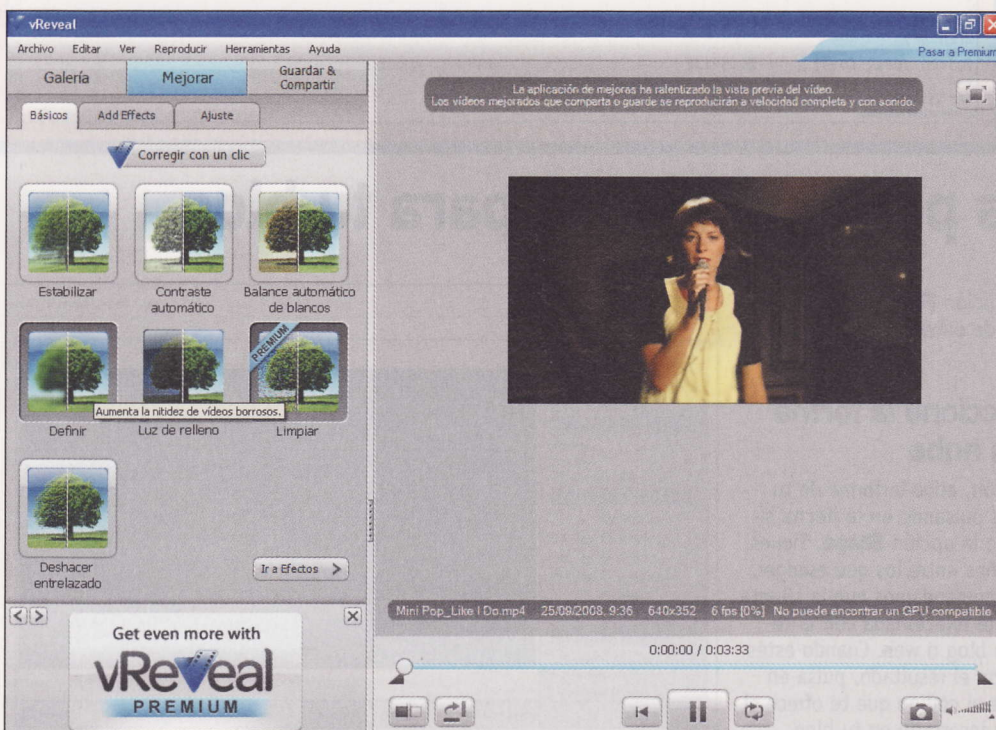 vReveal
Archivo Editar Ver Reproducir Herramientas Ayuda
Pasar a Premium
Galería
Mejorar
Guardar &
Compartir
Básicos
Add Effects
Ajuste
Corregir con un clic
Estabilizar
Contraste
automático
Balance automático
de blancos
PREMIUM
Aumenta la nitidez de vídeos borrosos.
Definir
Luz de relleno
Limpiar
Deshacer
entrelazado
Ir a Efectos >
Get even more with
vReveal
PREMIUM
La aplicación de mejoras ha ralentizado la vista previa del vídeo.
Los vídeos mejorados que comparta o guarde se reproducirán a velocidad completa y con sonido.
Mini Pop_Like I Do.mp4 25/09/2008, 9:36 640x352 6 fps [0%] No puede encontrar un GPU compatible
0:00:00 / 0:03:33